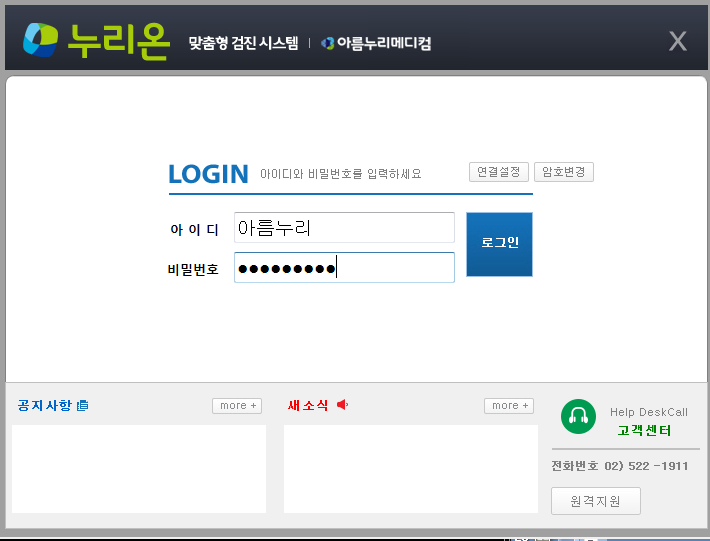 누리온 맞춤형 검진 시스템 | 아름누리메디컴 X
LOGIN 아이디와 비밀번호를 입력하세요 연결설정 암호변경
아 이 디 아름누리
로그인
비밀번호 ●●●●●●●●●
공지사항 more +
새소식 more +
Help DeskCall
고객센터
전화번호 02) 522 -1911
원격지원